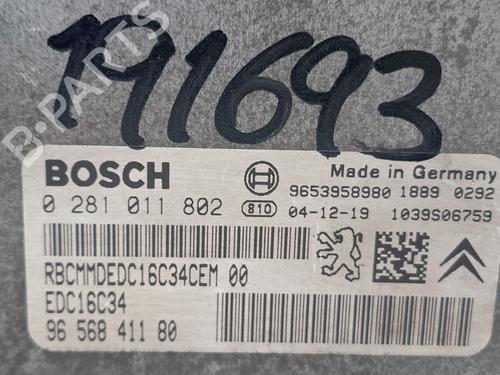 191693
B-PARTS
BOSCH
Made in Germany
9653958980 1889 0292
0 281 011 802 810 04-12-19 1039S06759
RBCMMDEDC16C34CEM 00
EDC16C34
96 568 411 80